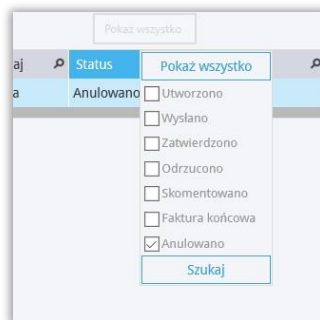 Pokaż wszystko
aj Status Pokaż wszystko
a Anulowano
Utworzono
Wysłano
Zatwierdzono
Odrzucono
Skomentowano
Faktura końcowa
Anulowano
Szukaj